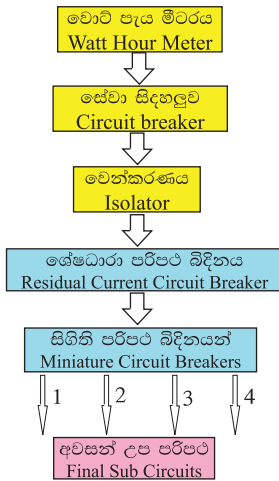 වොට් පැය මීටරය
Watt Hour Meter
සේවා සිදහලුව
Circuit breaker
වෙන්කරණය
Isolator
ශේෂධාරා පරිපථ බිදිනය
Residual Current Circuit Breaker
සිගිති පරිපථ බිදිනයන්
Miniature Circuit Breakers
1 2 3 4
අවසන් උප පරිපථ
Final Sub Circuits